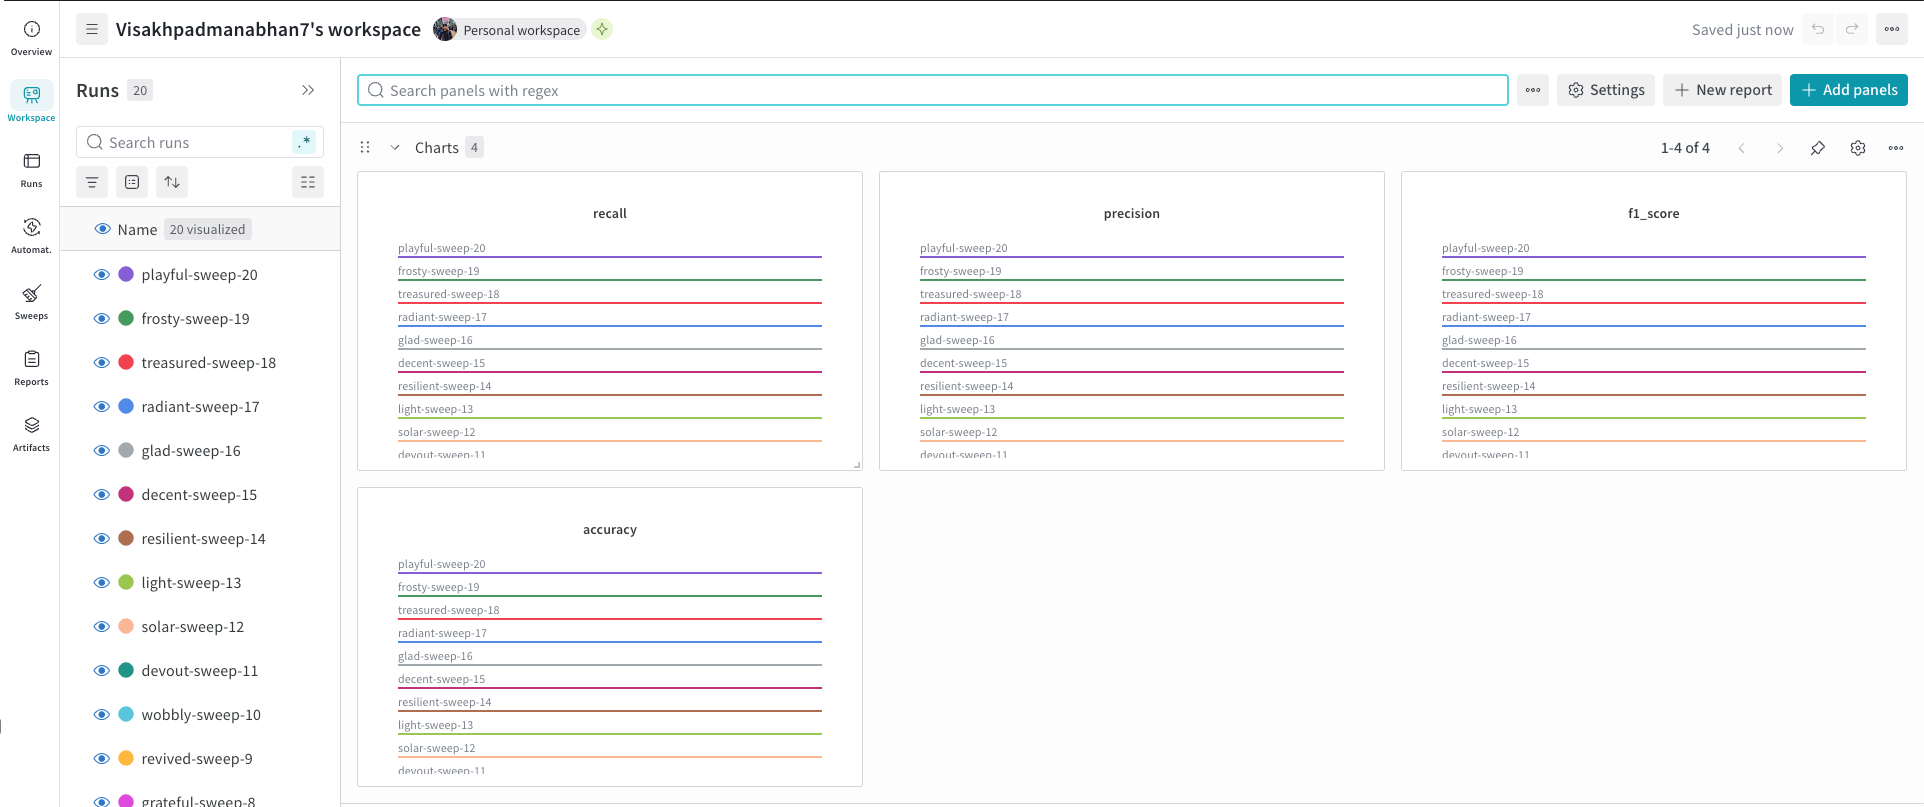 Overview
Workspace
Runs
Automat.
Sweeps
Reports
Artifacts
Visakhpadmanabhan7's workspace
Personal workspace
Saved just now
Runs 20
Search runs
.*
Name 20 visualized
playful-sweep-20
frosty-sweep-19
treasured-sweep-18
radiant-sweep-17
glad-sweep-16
decent-sweep-15
resilient-sweep-14
light-sweep-13
solar-sweep-12
devout-sweep-11
wobbly-sweep-10
revived-sweep-9
grateful-sweep-8
Search panels with regex
Settings
New report
Add panels
Charts 4
1-4 of 4
recall
playful-sweep-20
frosty-sweep-19
treasured-sweep-18
radiant-sweep-17
glad-sweep-16
decent-sweep-15
resilient-sweep-14
light-sweep-13
solar-sweep-12
devout-sweep-11
precision
playful-sweep-20
frosty-sweep-19
treasured-sweep-18
radiant-sweep-17
glad-sweep-16
decent-sweep-15
resilient-sweep-14
light-sweep-13
solar-sweep-12
devout-sweep-11
f1_score
playful-sweep-20
frosty-sweep-19
treasured-sweep-18
radiant-sweep-17
glad-sweep-16
decent-sweep-15
resilient-sweep-14
light-sweep-13
solar-sweep-12
devout-sweep-11
accuracy
playful-sweep-20
frosty-sweep-19
treasured-sweep-18
radiant-sweep-17
glad-sweep-16
decent-sweep-15
resilient-sweep-14
light-sweep-13
solar-sweep-12
devout-sweep-11